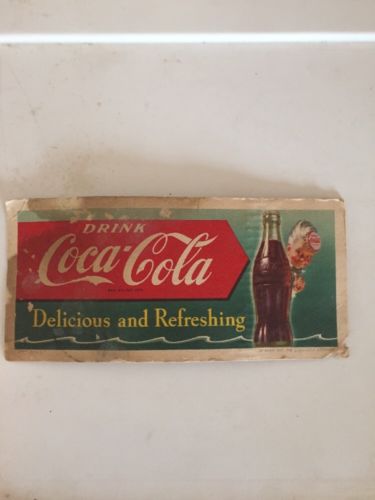 DRINK
Coca-Cola
Delicious and Refreshing